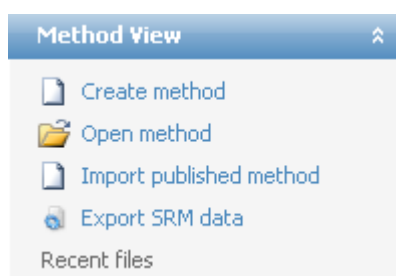 Method View
Create method
Open method
Import published method
Export SRM data
Recent files